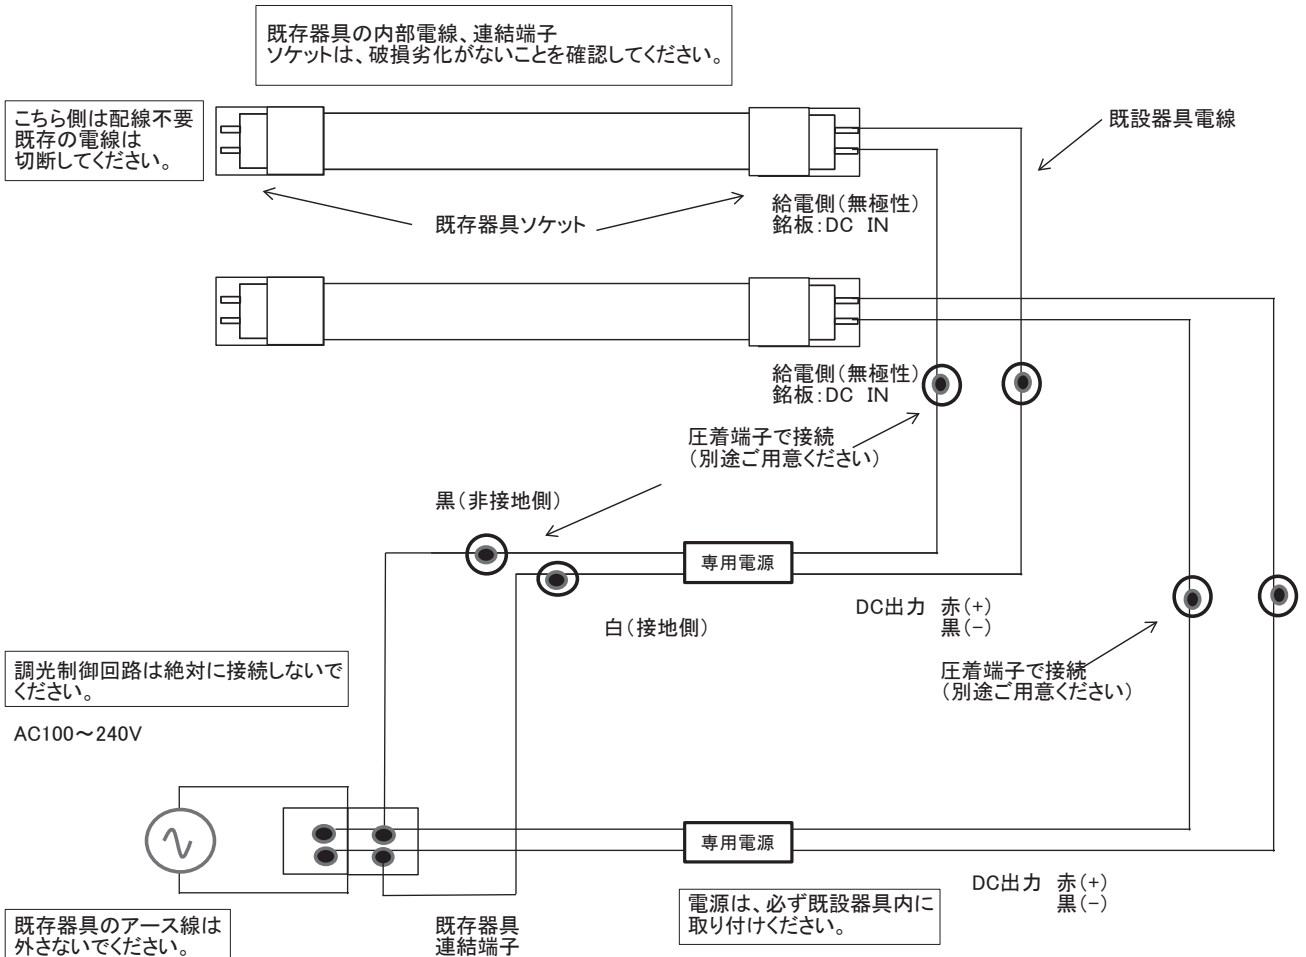 既存器具の内部電線、連結端子
ソケットは、破損劣化がないことを確認してください。
こちら側は配線不要
既存の電線は
切断してください。
既設器具電線
給電側(無極性)
銘板:DC IN
既存器具ソケット
給電側(無極性)
銘板:DC IN
圧着端子で接続
(別途ご用意ください)
黒(非接地側)
専用電源
白(接地側)
DC出力 赤(+)
黒(-)
圧着端子で接続
(別途ご用意ください)
調光制御回路は絶対に接続しないで
ください。
AC100～240V
専用電源
DC出力 赤(+)
黒(-)
電源は、必ず既設器具内に
取り付けください。
既存器具のアース線は
外さないでください。
既存器具
連結端子